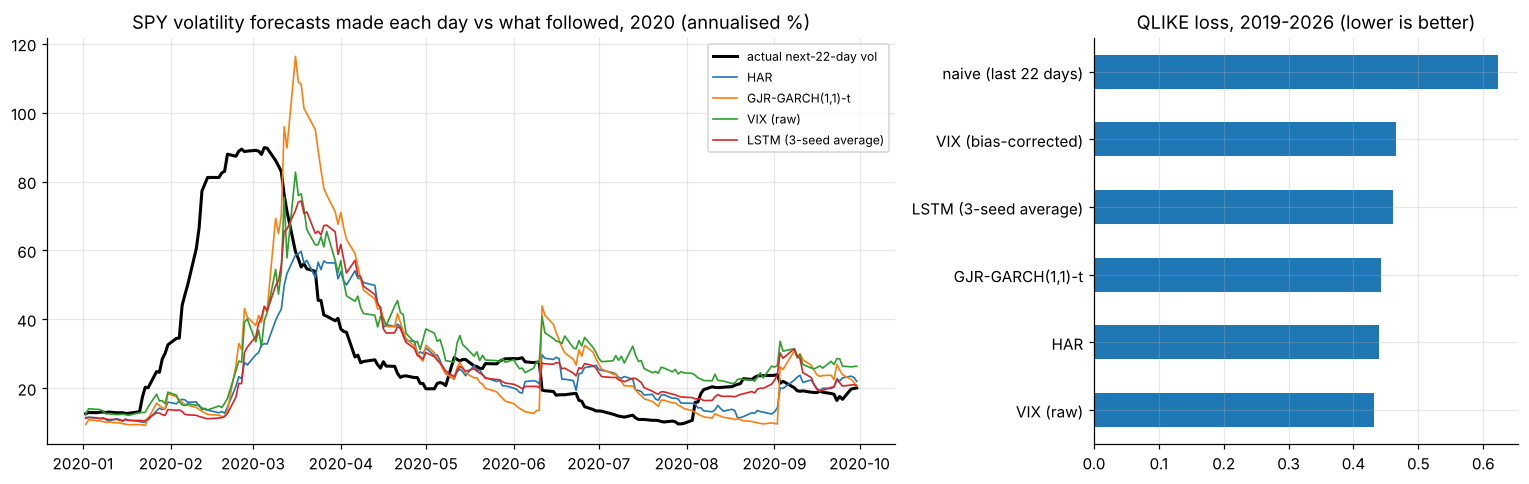 SPY volatility forecasts made each day vs what followed, 2020 (annualised %)
120
100
80
60
40
20
2020-01
2020-02
2020-03
2020-04
2020-05
2020-06
2020-07
2020-08
2020-09
2020-10
actual next-22-day vol
HAR
GJR-GARCH(1,1)-t
VIX (raw)
LSTM (3-seed average)
QLIKE loss, 2019-2026 (lower is better)
naive (last 22 days)
VIX (bias-corrected)
LSTM (3-seed average)
GJR-GARCH(1,1)-t
HAR
VIX (raw)
0.0
0.1
0.2
0.3
0.4
0.5
0.6